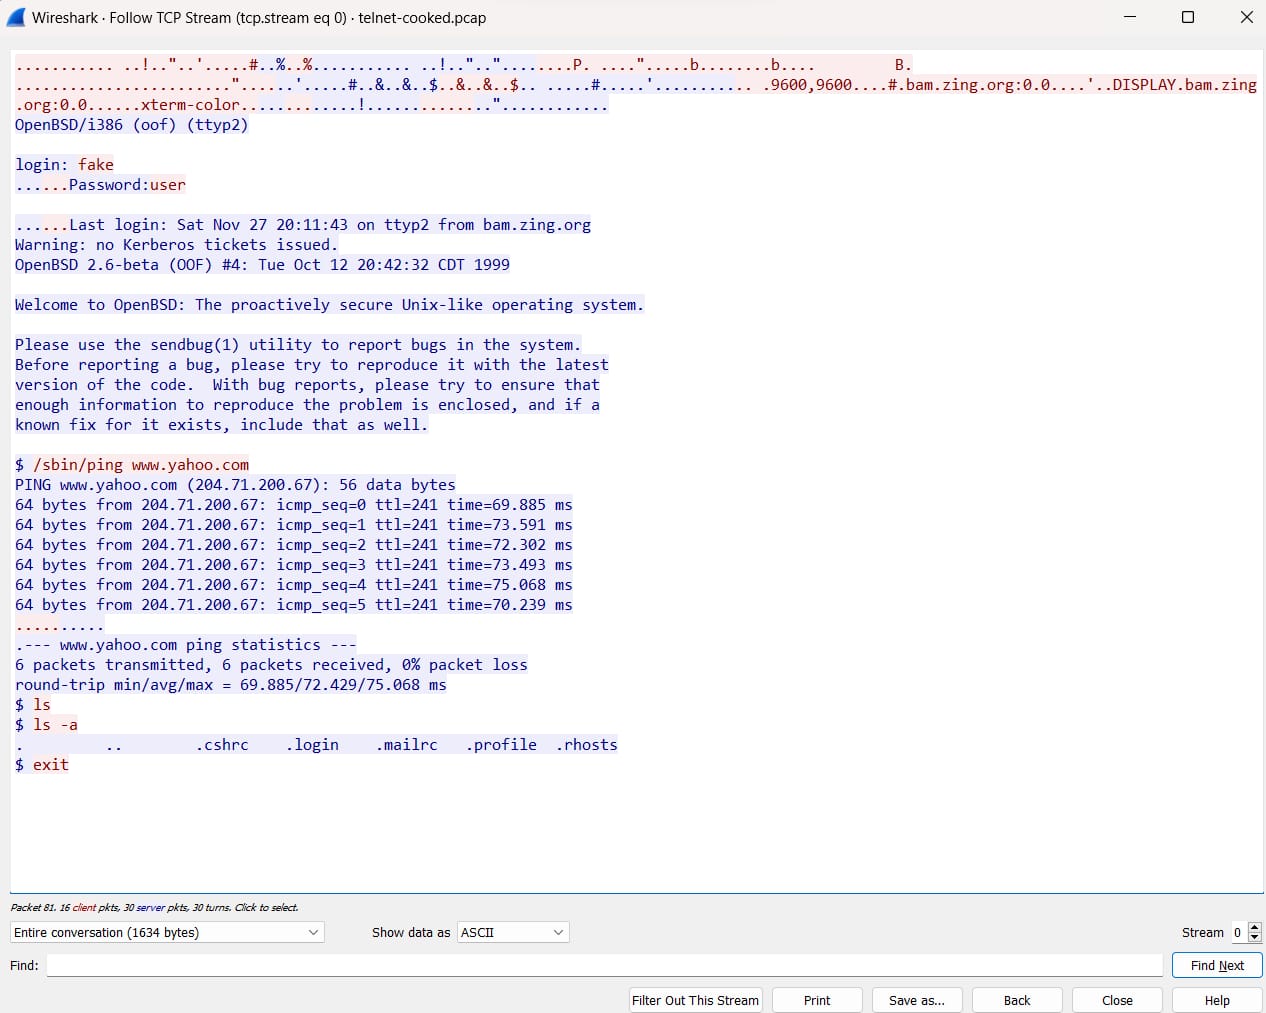 Wireshark · Follow TCP Stream (tcp.stream eq 0) · telnet-cooked.pcap
........... ..!.."..'.....#..%..%........... ..!..".."........P. ....".....b........b.... B.
........................".......'.....#..&..&..$..&..&..$.. .....#.....'........... .9600,9600....#.bam.zing.org:0.0....'..DISPLAY.bam.zing
.org:0.0......xterm-color.............!.............."............
OpenBSD/i386 (oof) (ttyp2)
login: fake
......Password:user
......Last login: Sat Nov 27 20:11:43 on ttyp2 from bam.zing.org
Warning: no Kerberos tickets issued.
OpenBSD 2.6-beta (OOF) #4: Tue Oct 12 20:42:32 CDT 1999
Welcome to OpenBSD: The proactively secure Unix-like operating system.
Please use the sendbug(1) utility to report bugs in the system.
Before reporting a bug, please try to reproduce it with the latest
version of the code.  With bug reports, please try to ensure that
enough information to reproduce the problem is enclosed, and if a
known fix for it exists, include that as well.
$ /sbin/ping www.yahoo.com
PING www.yahoo.com (204.71.200.67): 56 data bytes
64 bytes from 204.71.200.67: icmp_seq=0 ttl=241 time=69.885 ms
64 bytes from 204.71.200.67: icmp_seq=1 ttl=241 time=73.591 ms
64 bytes from 204.71.200.67: icmp_seq=2 ttl=241 time=72.302 ms
64 bytes from 204.71.200.67: icmp_seq=3 ttl=241 time=73.493 ms
64 bytes from 204.71.200.67: icmp_seq=4 ttl=241 time=75.068 ms
64 bytes from 204.71.200.67: icmp_seq=5 ttl=241 time=70.239 ms
..........
.--- www.yahoo.com ping statistics ---
6 packets transmitted, 6 packets received, 0% packet loss
round-trip min/avg/max = 69.885/72.429/75.068 ms
$ ls
$ ls -a
.         ..        .cshrc    .login    .mailrc   .profile  .rhosts
$ exit
Packet 81. 16 client pkts, 30 server pkts, 30 turns. Click to select.
Entire conversation (1634 bytes) Show data as ASCII Stream 0
Find: Find Next
Filter Out This Stream Print Save as... Back Close Help